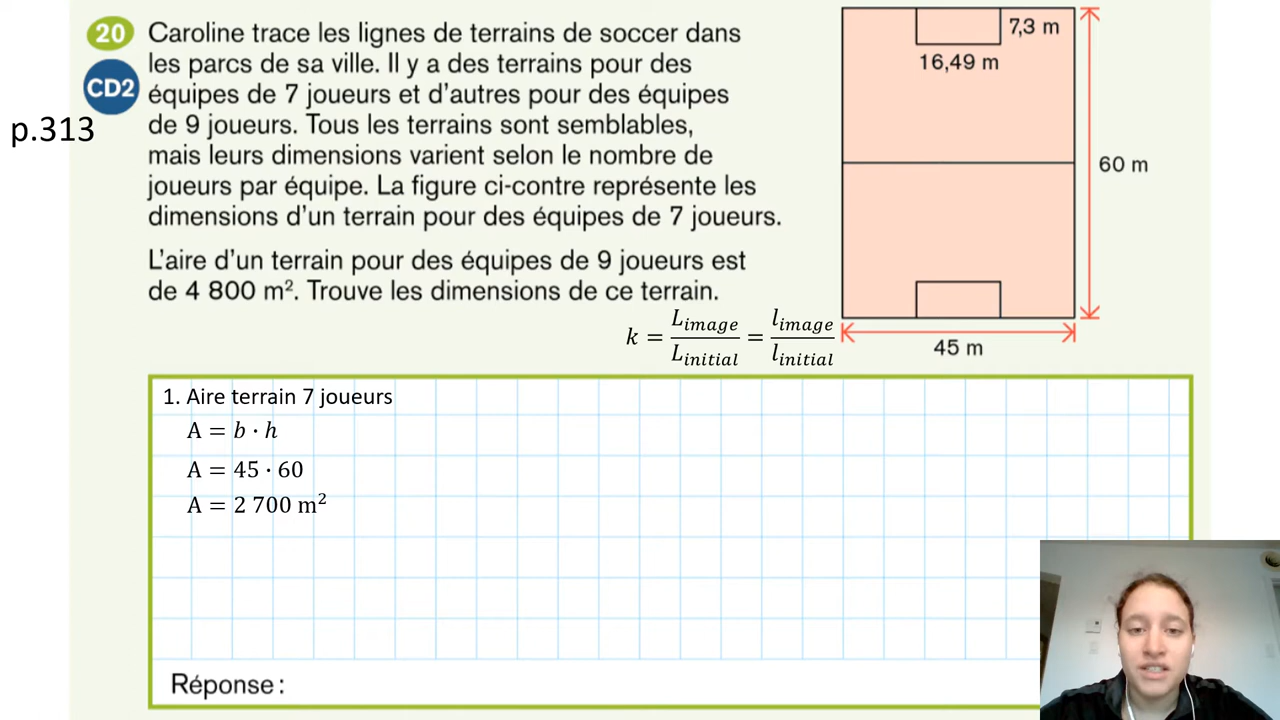 20
CD2
p.313
Caroline trace les lignes de terrains de soccer dans
les parcs de sa ville. Il y a des terrains pour des
équipes de 7 joueurs et d'autres pour des équipes
de 9 joueurs. Tous les terrains sont semblables,
mais leurs dimensions varient selon le nombre de
joueurs par équipe. La figure ci-contre représente les
dimensions d'un terrain pour des équipes de 7 joueurs.
L'aire d'un terrain pour des équipes de 9 joueurs est
de 4 800 m². Trouve les dimensions de ce terrain.
7,3 m
16,49 m
60 m
45 m
k = L_image / L_initial = l_image / l_initial
1. Aire terrain 7 joueurs
A = b · h
A = 45 · 60
A = 2 700 m²
Réponse :